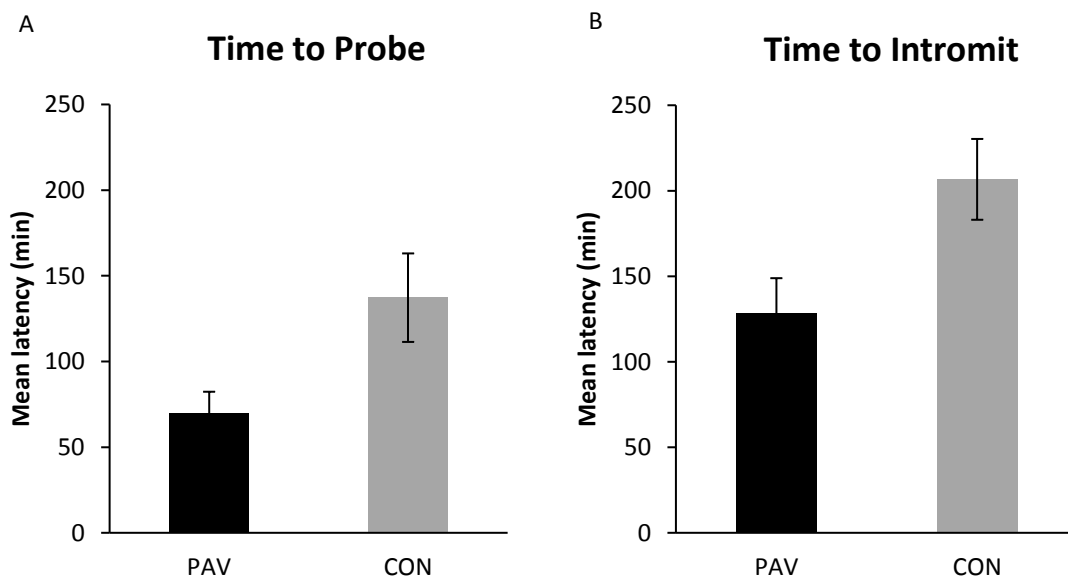 A
Time to Probe
250
200
150
100
50
0
Mean latency (min)
PAV CON
B
Time to Intromit
250
200
150
100
50
0
Mean latency (min)
PAV CON